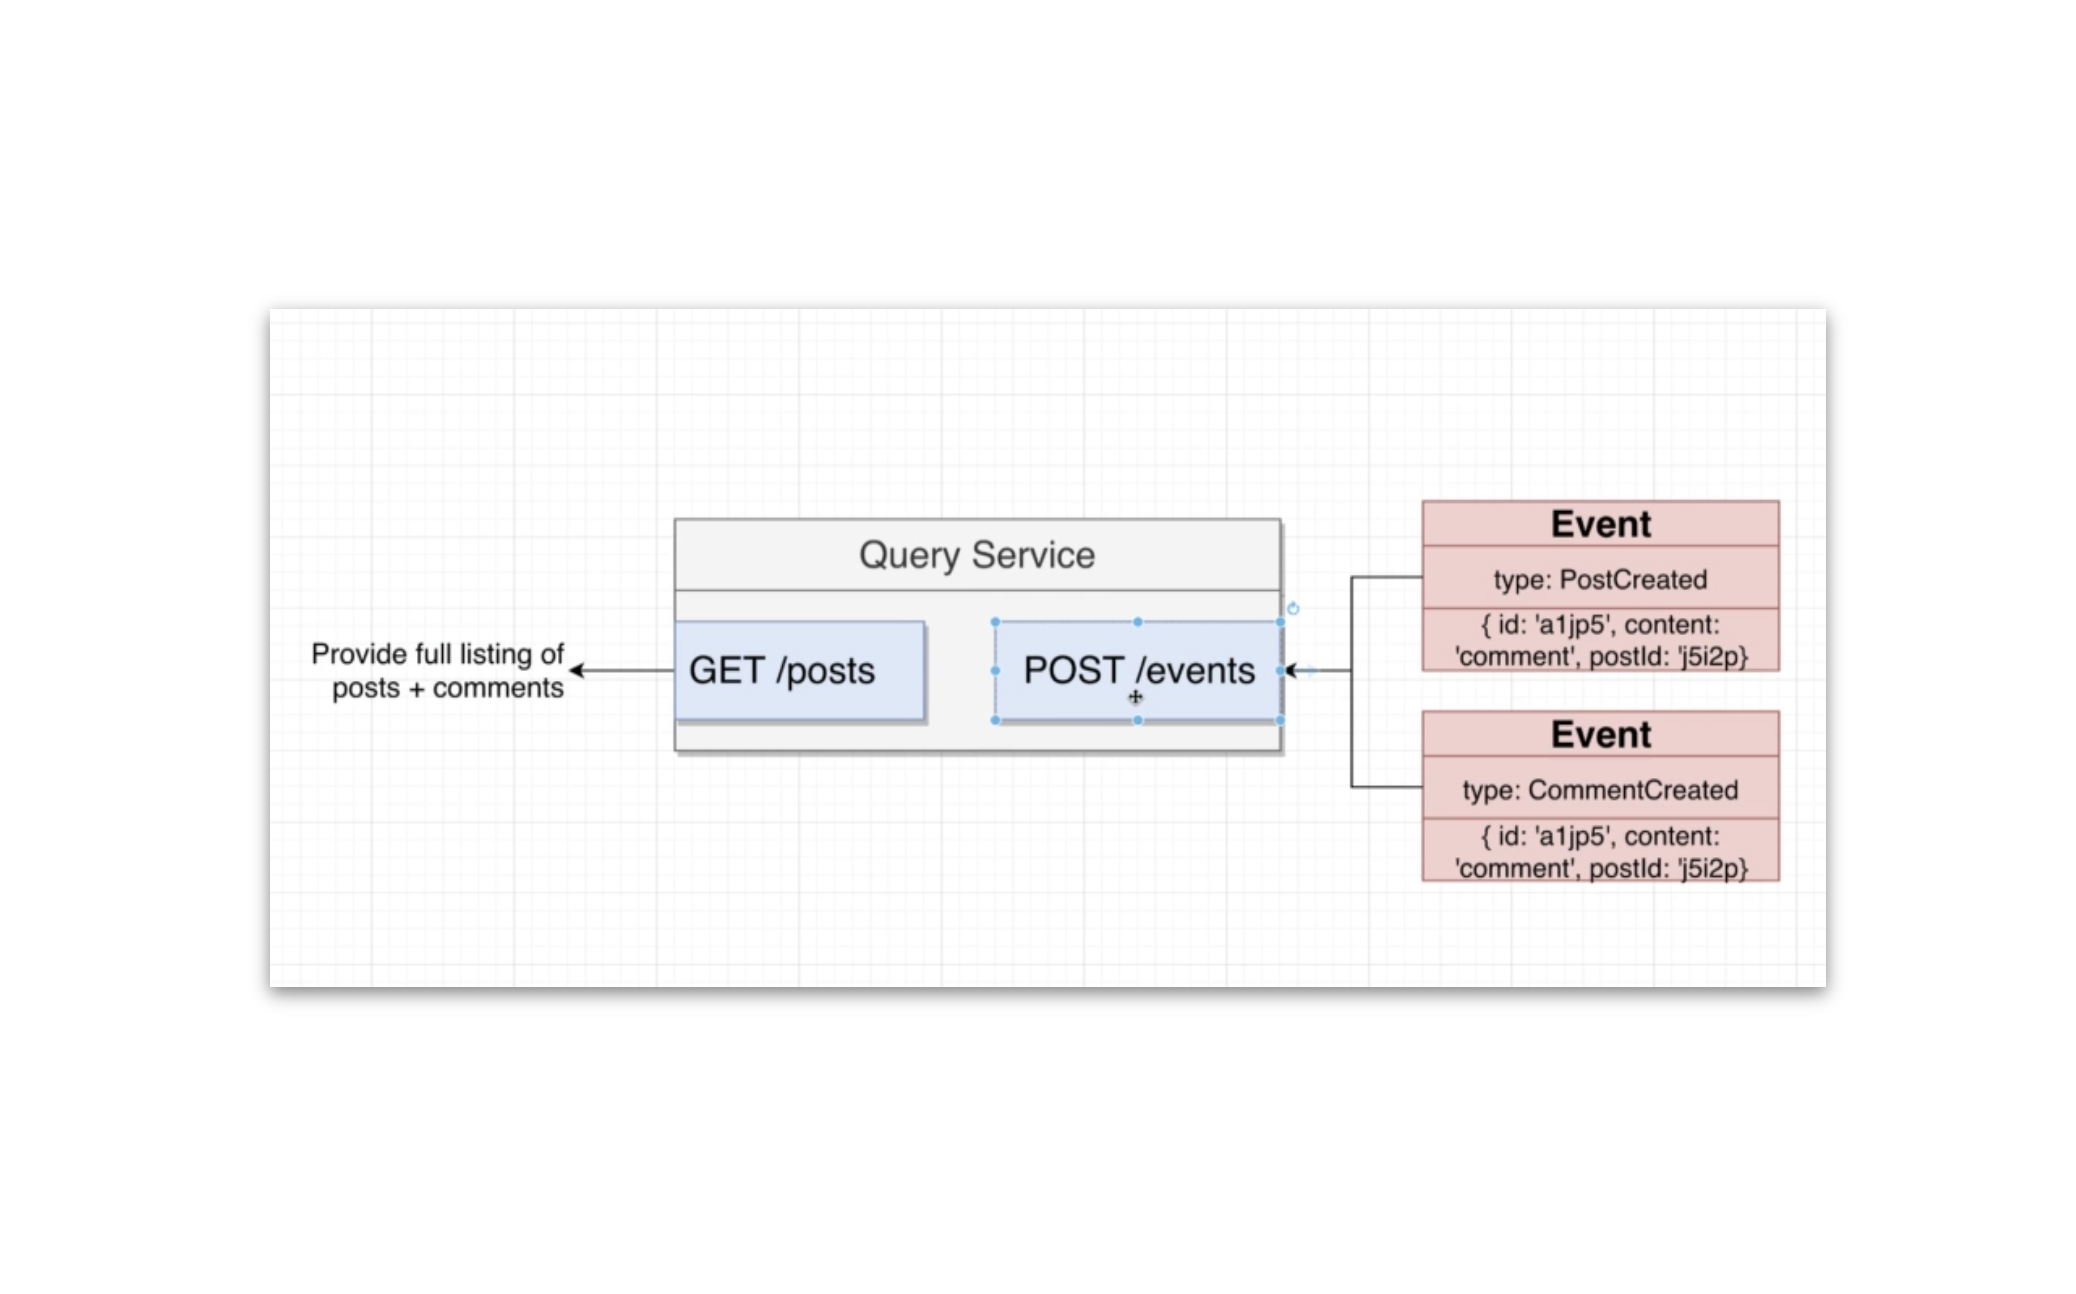 Query Service
Provide full listing of
posts + comments
GET /posts
POST /events
Event
type: PostCreated
{ id: 'a1jp5', content:
'comment', postId: 'j5i2p}
Event
type: CommentCreated
{ id: 'a1jp5', content:
'comment', postId: 'j5i2p}